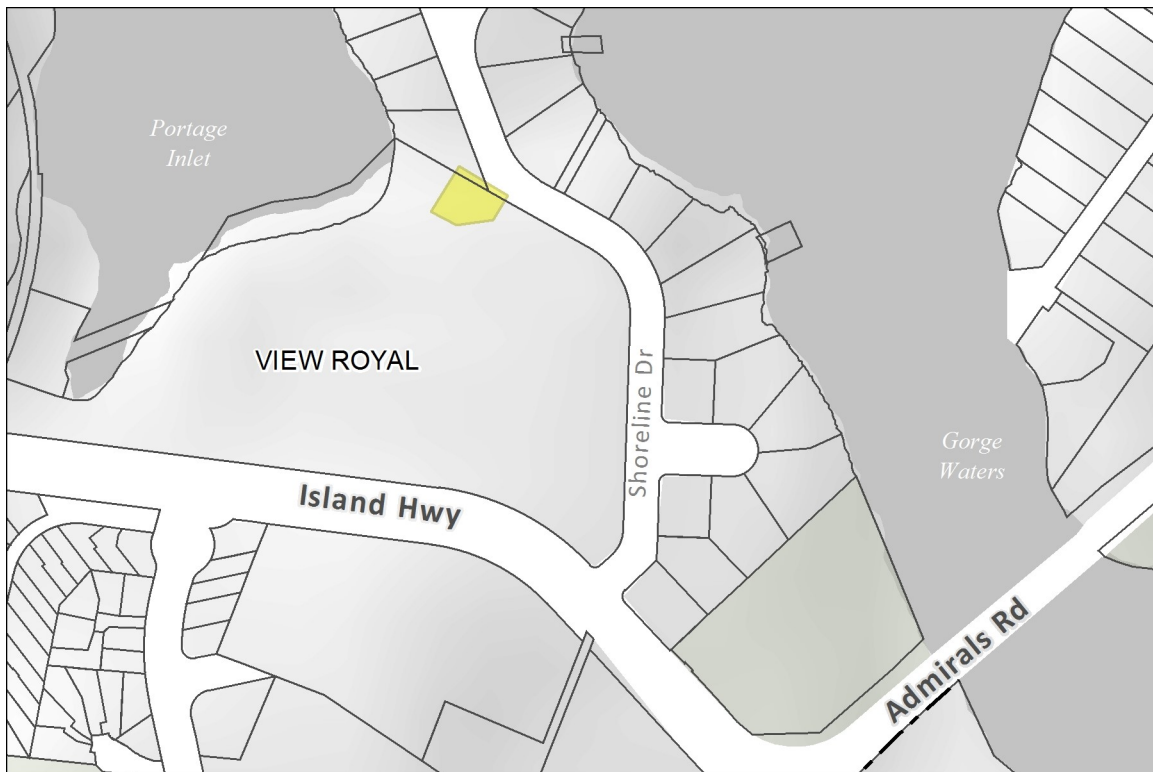 Portage
Inlet
VIEW ROYAL
Shoreline Dr
Gorge
Waters
Island Hwy
Admirals Rd